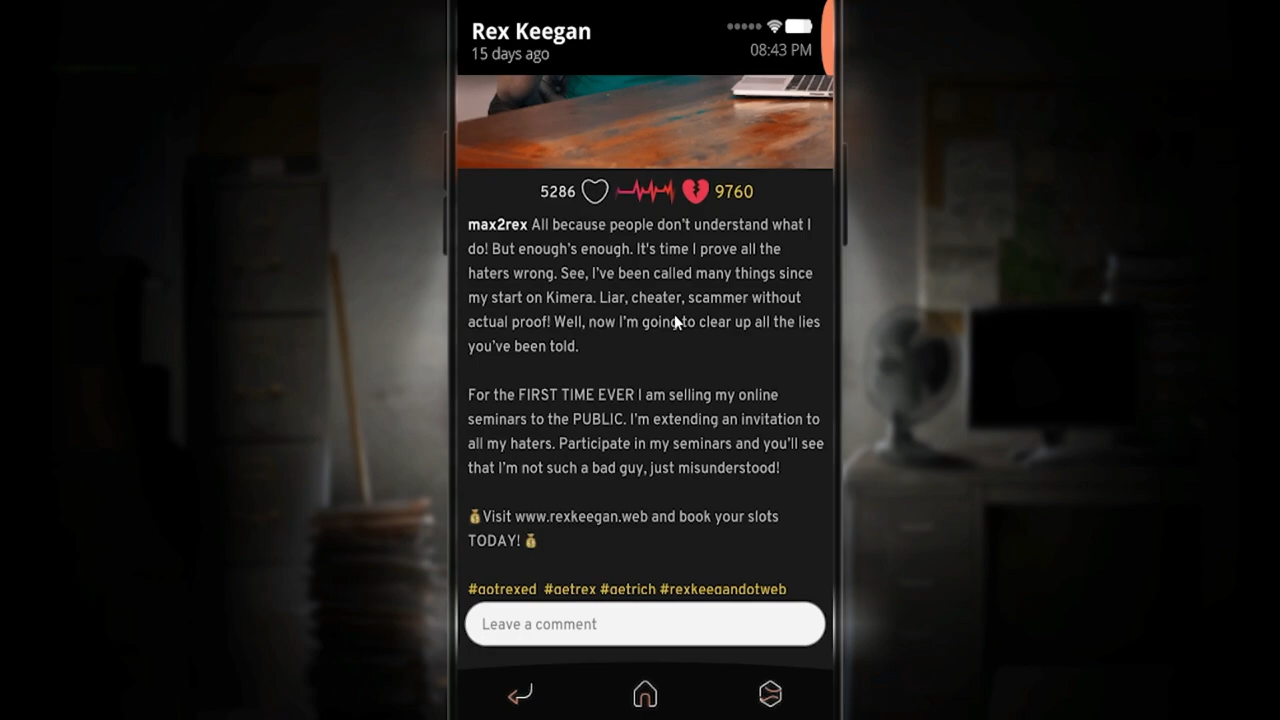 Rex Keegan
15 days ago
08:43 PM
5286 9760
max2rex All because people don't understand what I
do! But enough's enough. It's time I prove all the
haters wrong. See, I've been called many things since
my start on Kimera. Liar, cheater, scammer without
actual proof! Well, now I'm going to clear up all the lies
you've been told.
For the FIRST TIME EVER I am selling my online
seminars to the PUBLIC. I'm extending an invitation to
all my haters. Participate in my seminars and you'll see
that I'm not such a bad guy, just misunderstood!
💰Visit www.rexkeegan.web and book your slots
TODAY! 💰
#gotrexed #getrex #getrich #rexkeegandotweb
Leave a comment